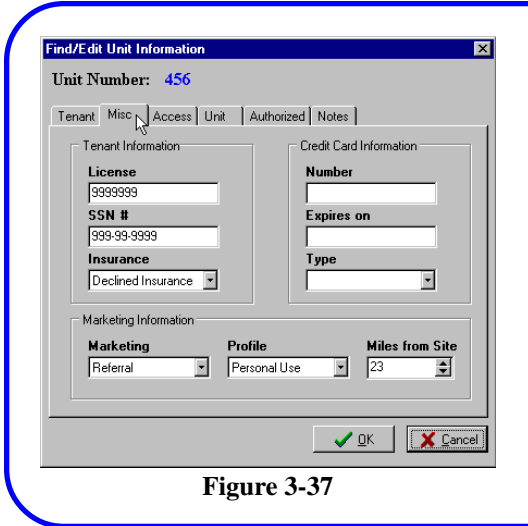 Find/Edit Unit Information
Unit Number: 456
Tenant Misc Access Unit Authorized Notes
Tenant Information
License
9999999
SSN #
999-99-9999
Insurance
Declined Insurance
Credit Card Information
Number
Expires on
Type
Marketing Information
Marketing Profile Miles from Site
Referral Personal Use 23
OK Cancel
Figure 3-37